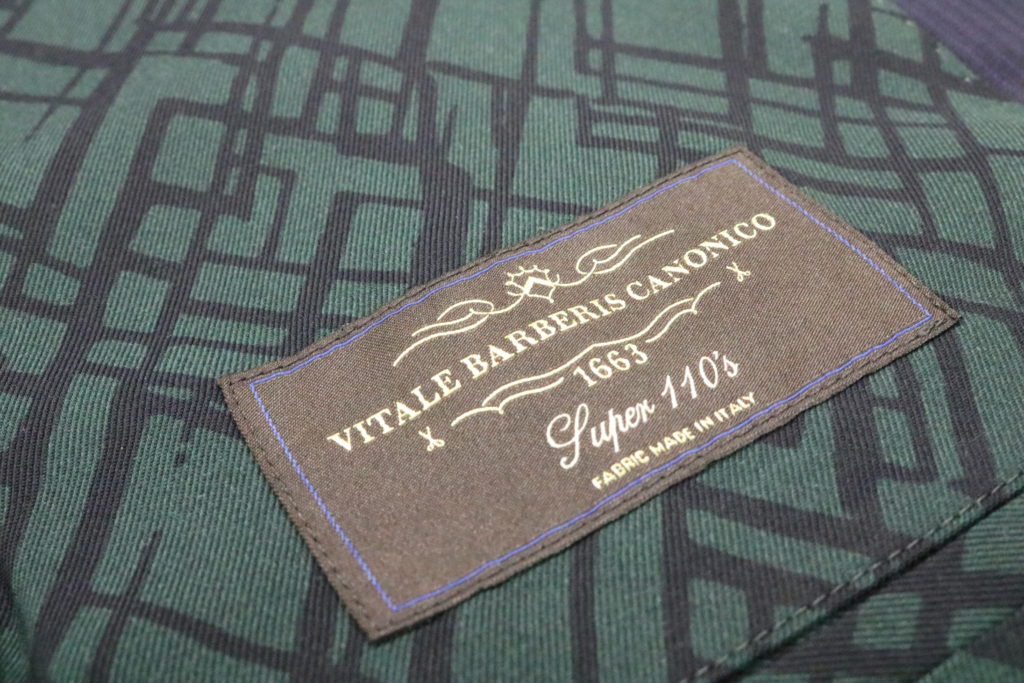 VITALE BARBERIS CANONICO
1663
Super 110's
FABRIC MADE IN ITALY